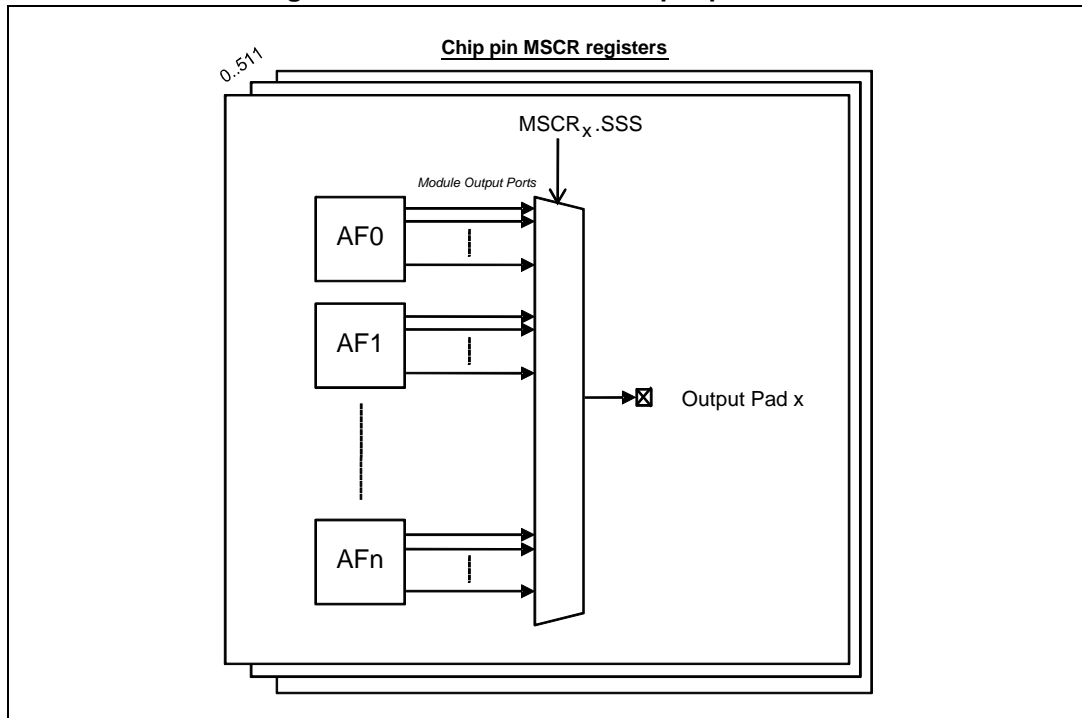 Chip pin MSCR registers
0..511
MSCRx.SSS
Module Output Ports
AF0
AF1
Output Pad x
AFn